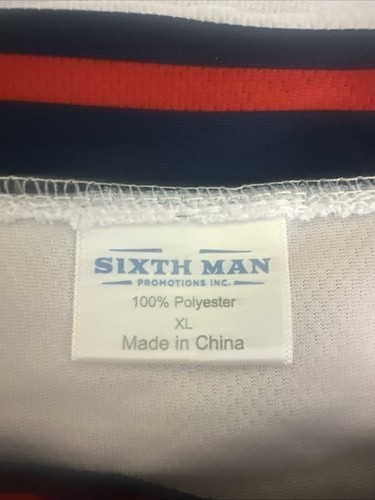 SIXTH MAN
PROMOTIONS INC.
100% Polyester
XL
Made in China